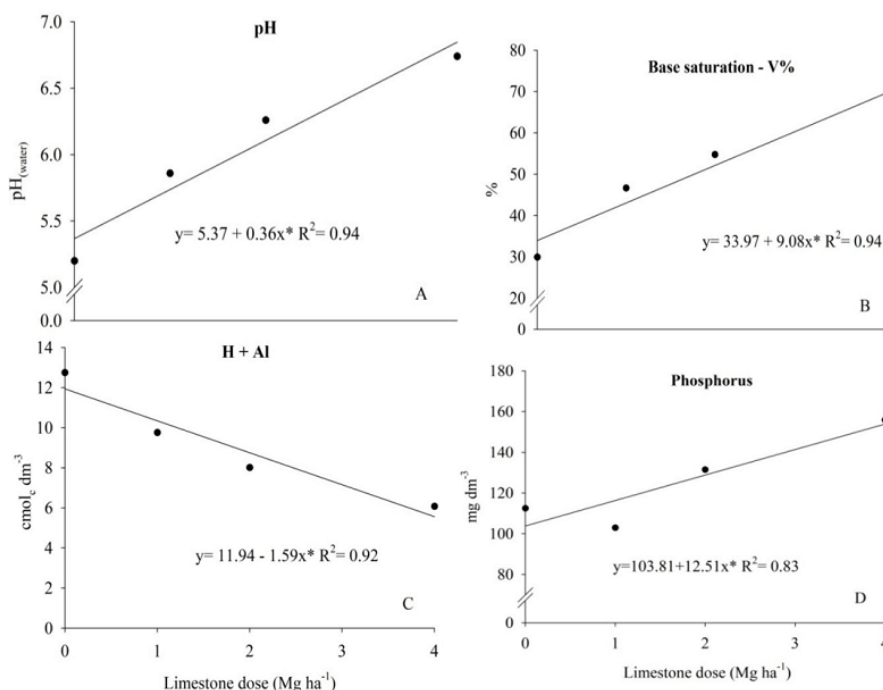 pH
7.0
6.5
6.0
5.5
5.0
0.0
pH(water)
y= 5.37 + 0.36x* R²= 0.94
A
Base saturation - V%
80
70
60
50
40
30
20
0
%
y= 33.97 + 9.08x* R²= 0.94
B
H + Al
14
12
10
8
6
4
2
0
cmolc dm-3
y= 11.94 - 1.59x* R²= 0.92
C
0 1 2 3 4
Limestone dose (Mg ha-1)
Phosphorus
180
160
140
120
100
80
0
mg dm-3
y=103.81+12.51x* R²= 0.83
D
0 1 2 3 4
Limestone dose (Mg ha-1)